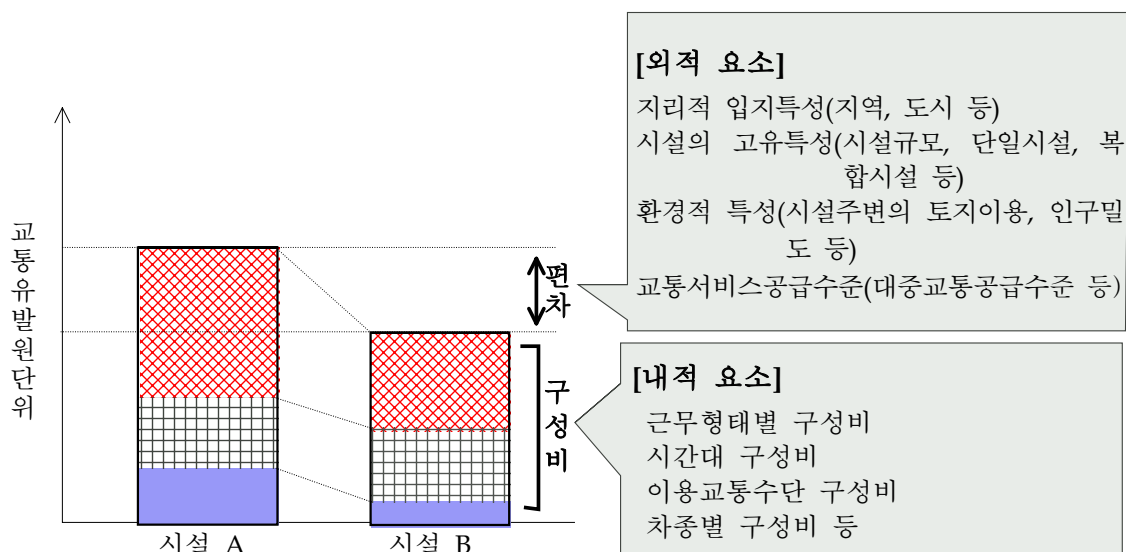 [외적 요소]
지리적 입지특성(지역, 도시 등)
시설의 고유특성(시설규모, 단일시설, 복
합시설 등)
환경적 특성(시설주변의 토지이용, 인구밀
도 등)
교통서비스공급수준(대중교통공급수준 등)
교통유발원단위
편차
구성비
[내적 요소]
근무형태별 구성비
시간대 구성비
이용교통수단 구성비
차종별 구성비 등
시설 A
시설 B